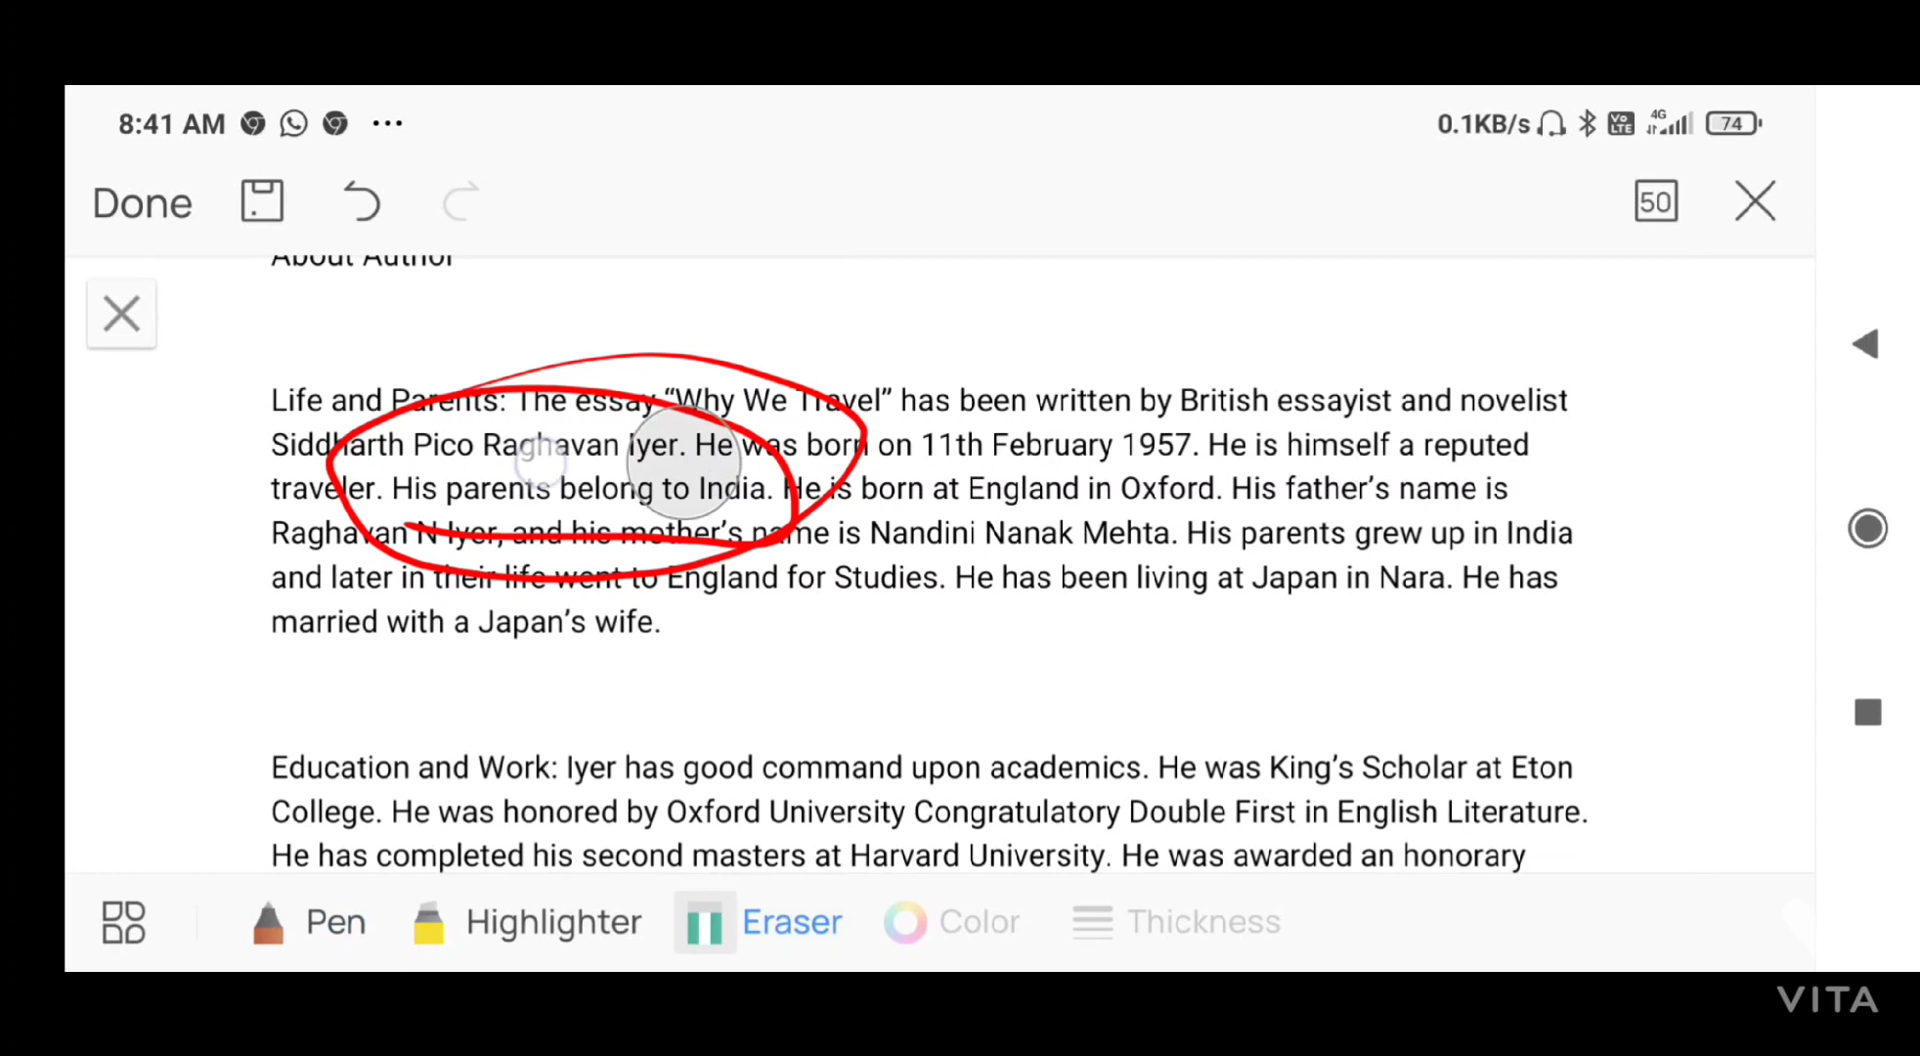 8:41 AM ... 0.1KB/s Vo LTE 4G 74
Done 50
About Author
Life and Parents: The essay “Why We Travel” has been written by British essayist and novelist
Siddharth Pico Raghavan Iyer. He was born on 11th February 1957. He is himself a reputed
traveler. His parents belong to India. He is born at England in Oxford. His father’s name is
Raghavan N Iyer, and his mother’s name is Nandini Nanak Mehta. His parents grew up in India
and later in their life went to England for Studies. He has been living at Japan in Nara. He has
married with a Japan’s wife.
Education and Work: Iyer has good command upon academics. He was King’s Scholar at Eton
College. He was honored by Oxford University Congratulatory Double First in English Literature.
He has completed his second masters at Harvard University. He was awarded an honorary
Pen Highlighter Eraser Color Thickness
VITA